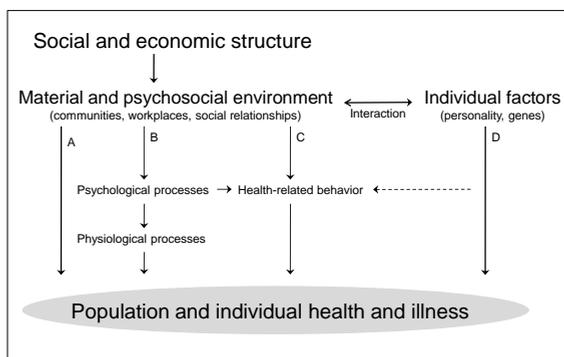 Social and economic structure
Material and psychosocial environment
(communities, workplaces, social relationships)
Interaction
Individual factors
(personality, genes)
A
B
C
D
Psychological processes
Health-related behavior
Physiological processes
Population and individual health and illness